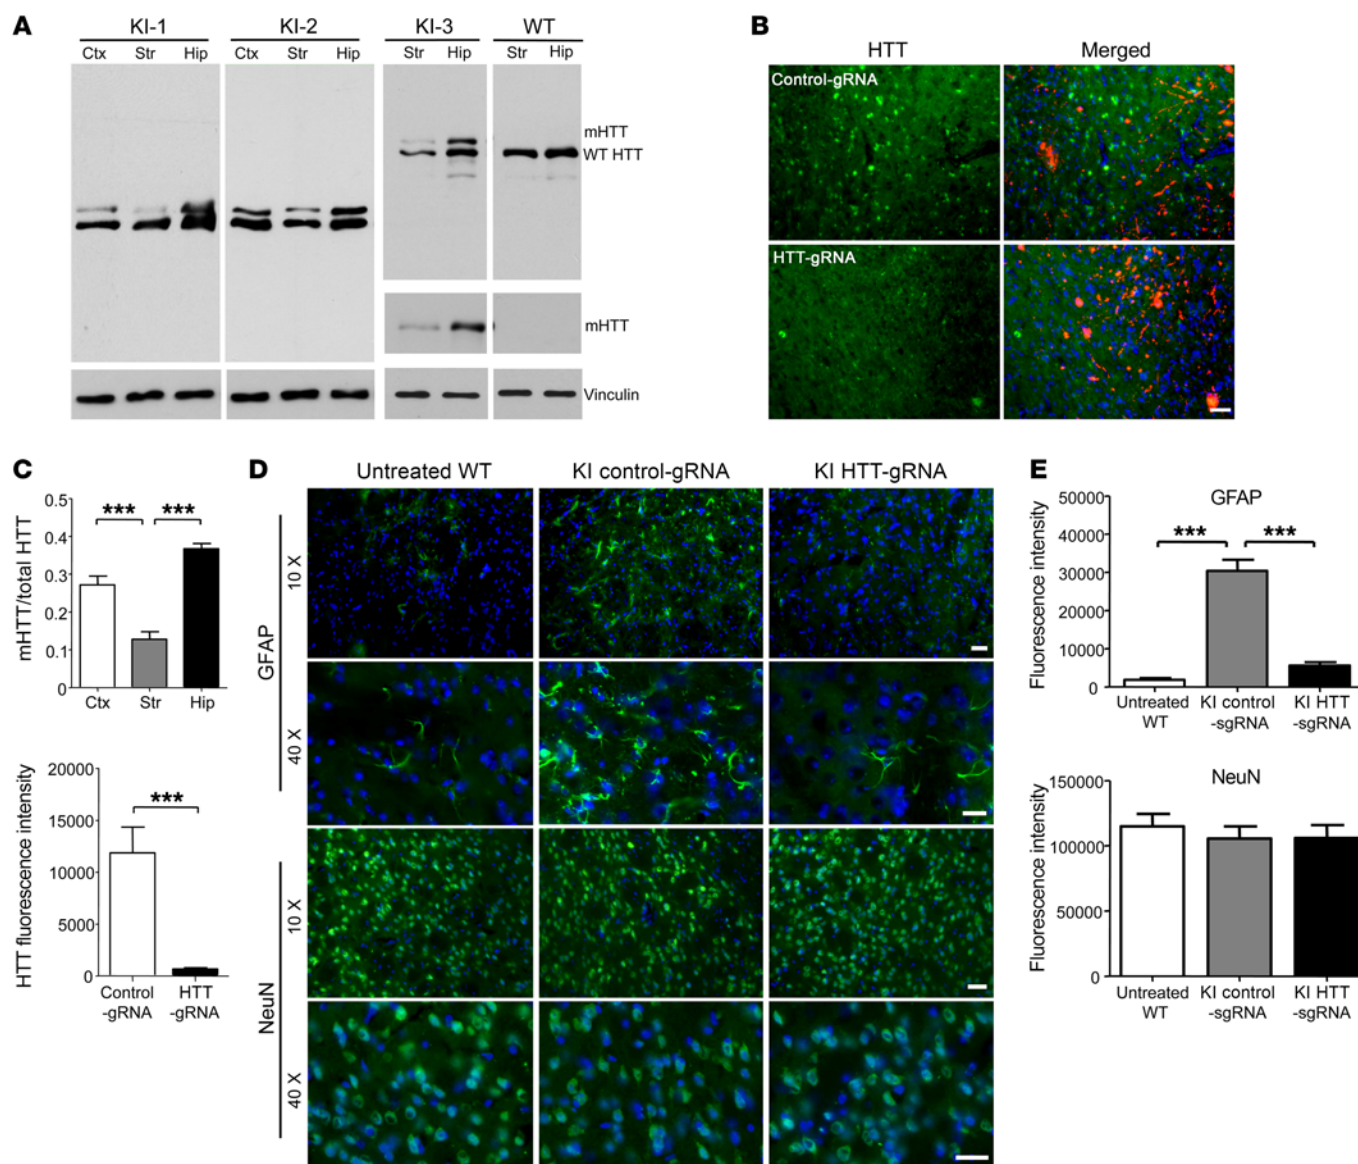 A
KI-1 KI-2 KI-3 WT
Ctx Str Hip Ctx Str Hip Str Hip Str Hip
mHTT
WT HTT
mHTT
Vinculin
B
HTT Merged
Control-gRNA
HTT-gRNA
C
0.5
0.4
0.3
0.2
0.1
0
mHTT/total HTT
*** ***
Ctx Str Hip
20000
15000
10000
5000
0
HTT fluorescence intensity
***
Control HTT
-gRNA -gRNA
D
Untreated WT KI control-gRNA KI HTT-gRNA
GFAP
10 X
40 X
NeuN
10 X
40 X
E
GFAP
50000
40000
30000
20000
10000
0
Fluorescence intensity
*** ***
Untreated KI control KI HTT
WT -sgRNA -sgRNA
NeuN
150000
100000
50000
0
Fluorescence intensity
Untreated KI control KI HTT
WT -sgRNA -sgRNA